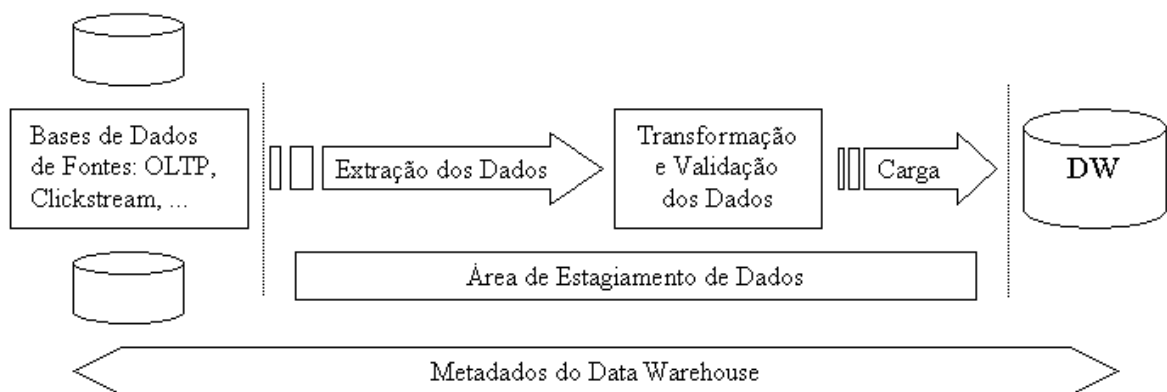 Bases de Dados
de Fontes: OLTP,
Clickstream, ...
Extração dos Dados
Transformação
e Validação
dos Dados
Carga
DW
Área de Estagiamento de Dados
Metadados do Data Warehouse